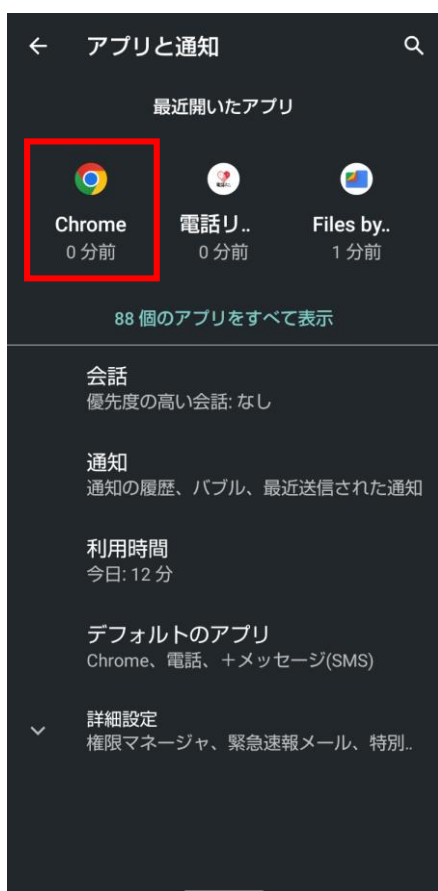 アプリと通知
最近開いたアプリ
Chrome
0 分前
電話リ..
0 分前
Files by..
1 分前
88 個のアプリをすべて表示
会話
優先度の高い会話: なし
通知
通知の履歴、バブル、最近送信された通知
利用時間
今日: 12 分
デフォルトのアプリ
Chrome、電話、＋メッセージ(SMS)
詳細設定
権限マネージャ、緊急速報メール、特別..